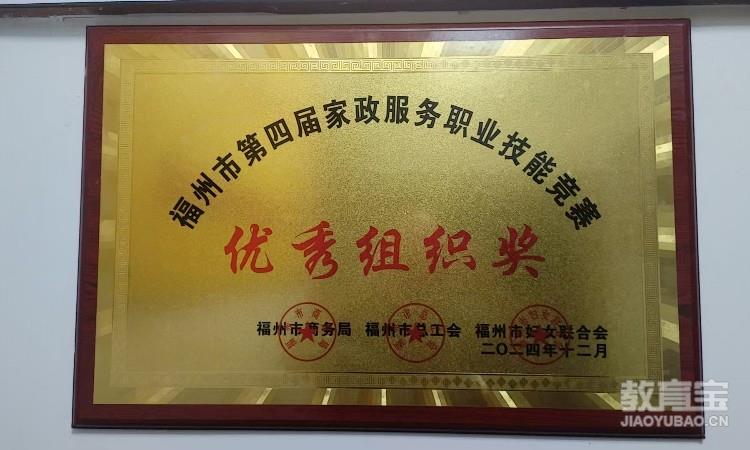 福州市第四届家政服务职业技能竞赛
优秀组织奖
福州市商务局 福州市总工会 福州市妇女联合会
二〇二四年十二月
教育宝
JIAOYUBAO.CN